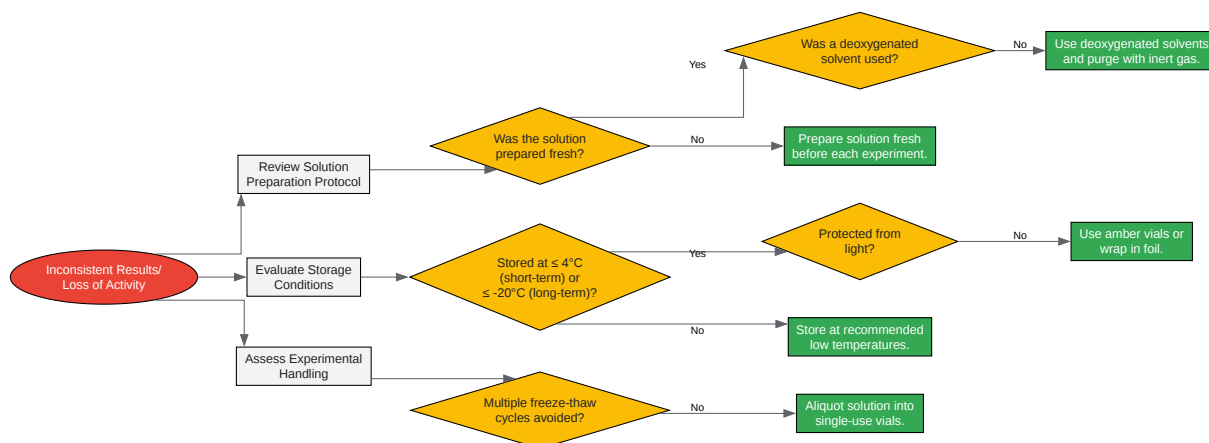 Was a deoxygenated
solvent used?
No
Use deoxygenated solvents
and purge with inert gas.
Yes
Was the solution
prepared fresh?
No
Prepare solution fresh
before each experiment.
Review Solution
Preparation Protocol
Inconsistent Results/
Loss of Activity
Evaluate Storage
Conditions
Stored at ≤ 4°C
(short-term) or
≤ -20°C (long-term)?
Yes
Protected from
light?
No
Use amber vials or
wrap in foil.
No
Store at recommended
low temperatures.
Assess Experimental
Handling
Multiple freeze-thaw
cycles avoided?
No
Aliquot solution into
single-use vials.